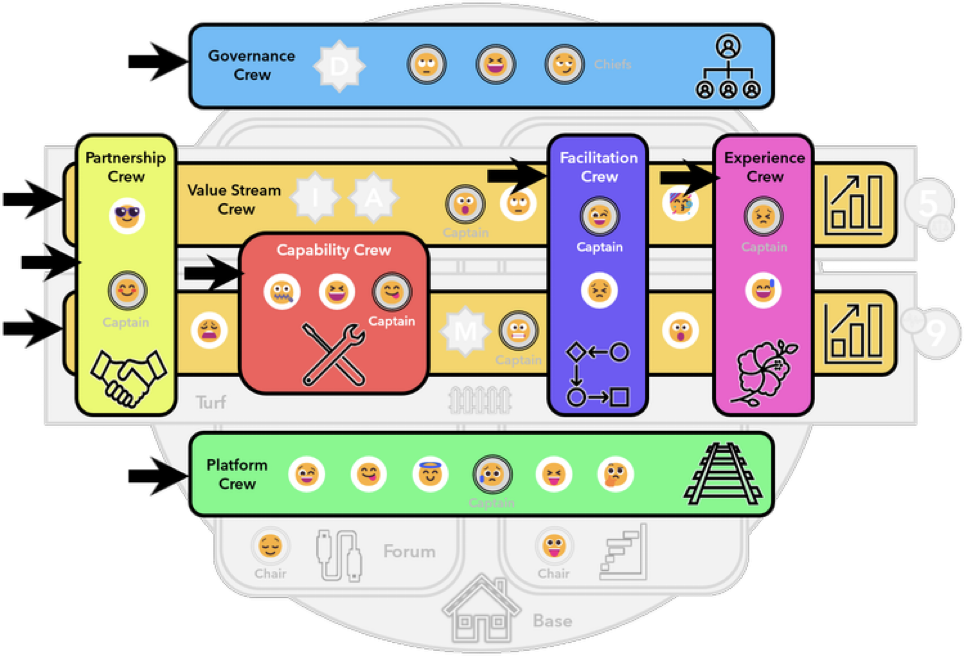 Governance
Crew
D
Chiefs
Partnership
Crew
Value Stream
Crew
I
A
Captain
Facilitation
Crew
Captain
Experience
Crew
Captain
5
Capability Crew
Captain
Captain
M
Captain
9
Turf
Platform
Crew
Captain
Chair
Forum
Chair
Base